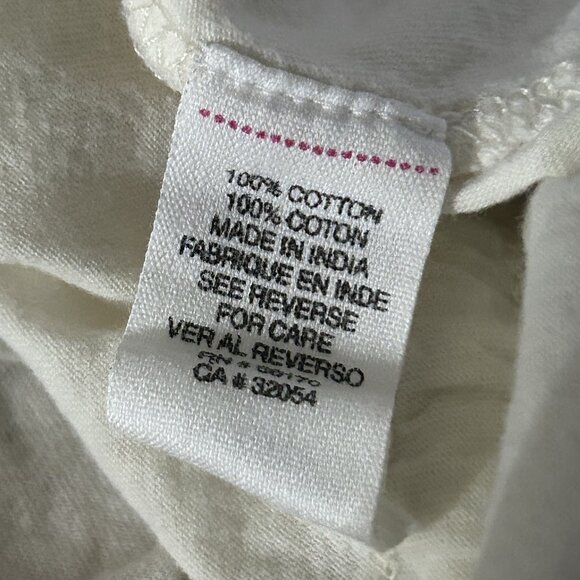 100% COTTON
100% COTON
MADE IN INDIA
FABRIQUE EN INDE
SEE REVERSE
FOR CARE
VER AL REVERSO
RN #
CA # 32054